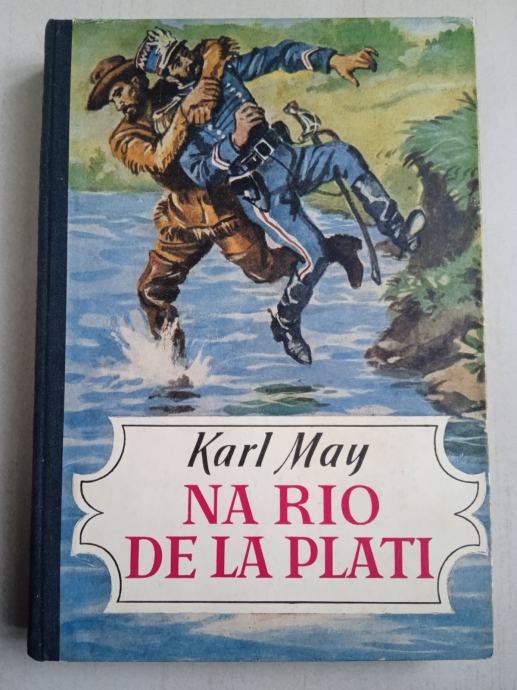 Karl May
NA RIO
DE LA PLATI